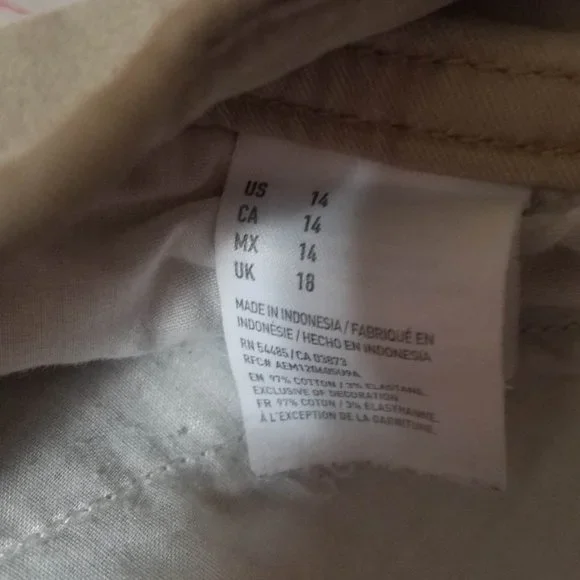 US 14
CA 14
MX 14
UK 18
MADE IN INDONESIA / FABRIQUÉ EN
INDONÉSIE / HECHO EN INDONESIA
RN 54485 / CA 03873
RFC# AEM120605U9A
EN 97% COTTON / 3% ELASTANE.
EXCLUSIVE OF DECORATION
FR 97% COTON / 3% ÉLASTHANNE.
À L'EXCEPTION DE LA GARNITURE